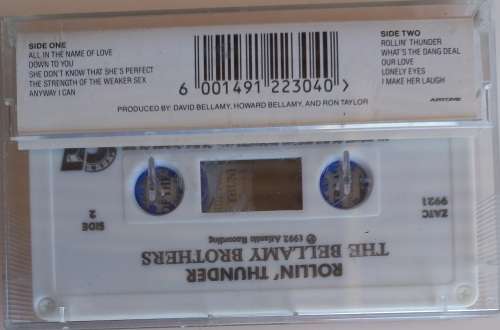 SIDE ONE
ALL IN THE NAME OF LOVE
DOWN TO YOU
SHE DON'T KNOW THAT SHE'S PERFECT
THE STRENGTH OF THE WEAKER SEX
ANYWAY I CAN
SIDE TWO
ROLLIN' THUNDER
WHAT'S THE DANG DEAL
OUR LOVE
LONELY EYES
I MAKE HER LAUGH
6 001491 223040 >
PRODUCED BY: DAVID BELLAMY, HOWARD BELLAMY, AND RON TAYLOR
ZATC
9921
SIDE
2
℗ 1992 Atlantic Recording
THE BELLAMY BROTHERS
ROLLIN' THUNDER